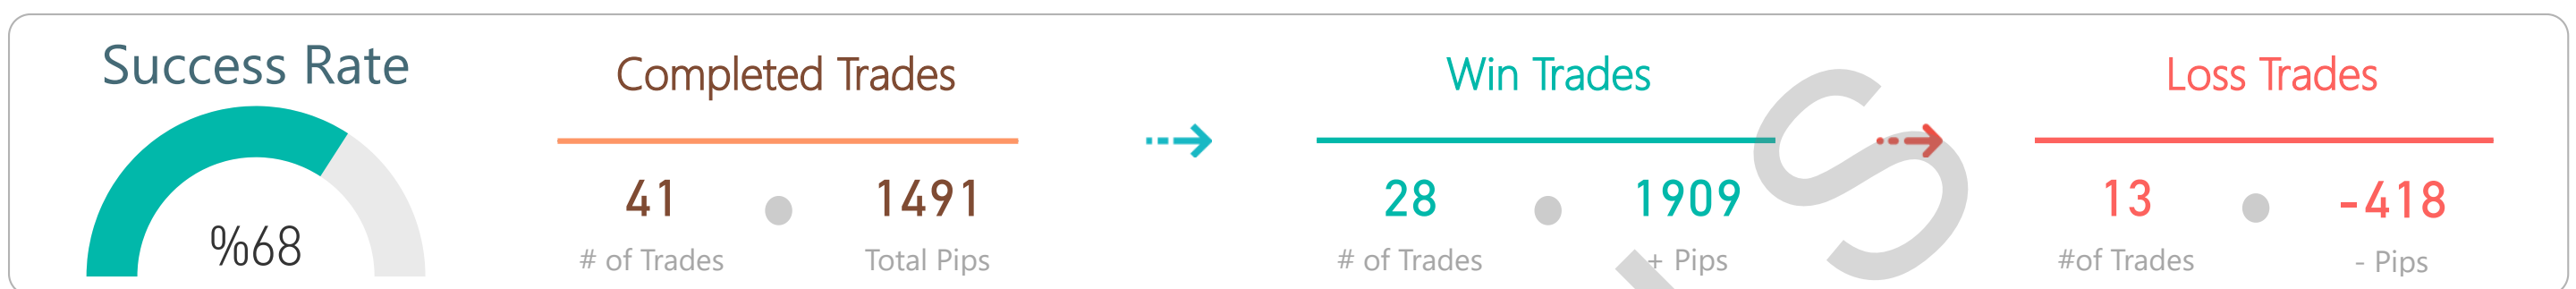 Success Rate
%68
Completed Trades
41
1491
# of Trades
Total Pips
Win Trades
28
1909
# of Trades
+ Pips
Loss Trades
13
-418
#of Trades
- Pips
S